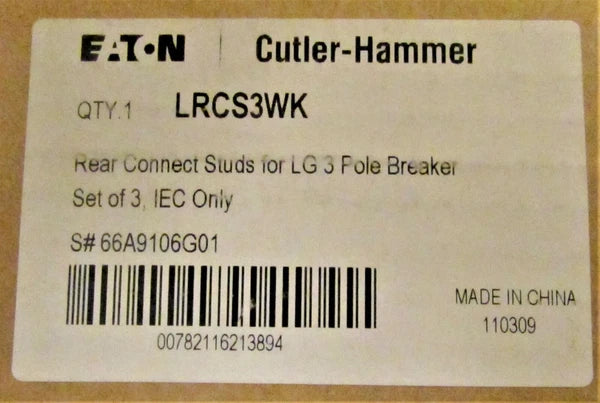 EATON Cutler-Hammer
QTY.1 LRCS3WK
Rear Connect Studs for LG 3 Pole Breaker
Set of 3, IEC Only
S# 66A9106G01
00782116213894
MADE IN CHINA
110309